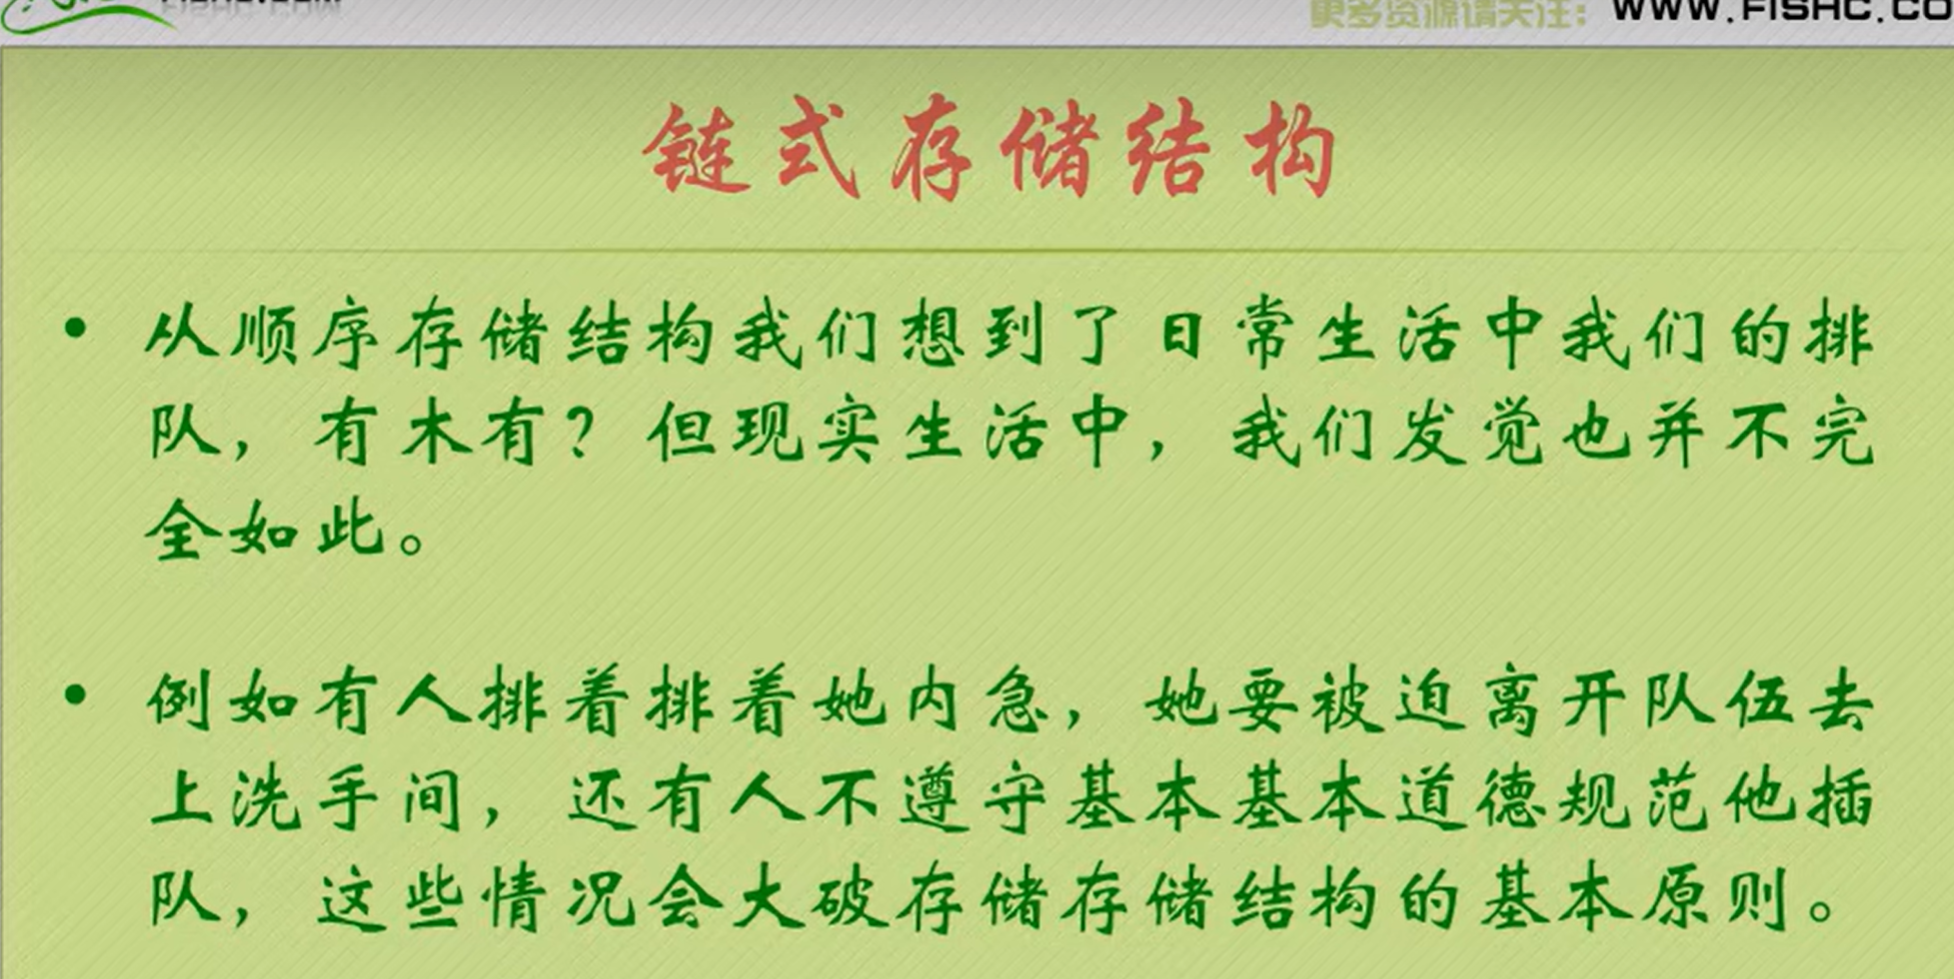 更多资源请关注：WWW.FISHC.CO
链式存储结构
• 从顺序存储结构我们想到了日常生活中我们的排
队，有木有？但现实生活中，我们发觉也并不完
全如此。
• 例如有人排着排着她内急，她要被迫离开队伍去
上洗手间，还有人不遵守基本基本道德规范他插
队，这些情况会大破存储存储结构的基本原则。